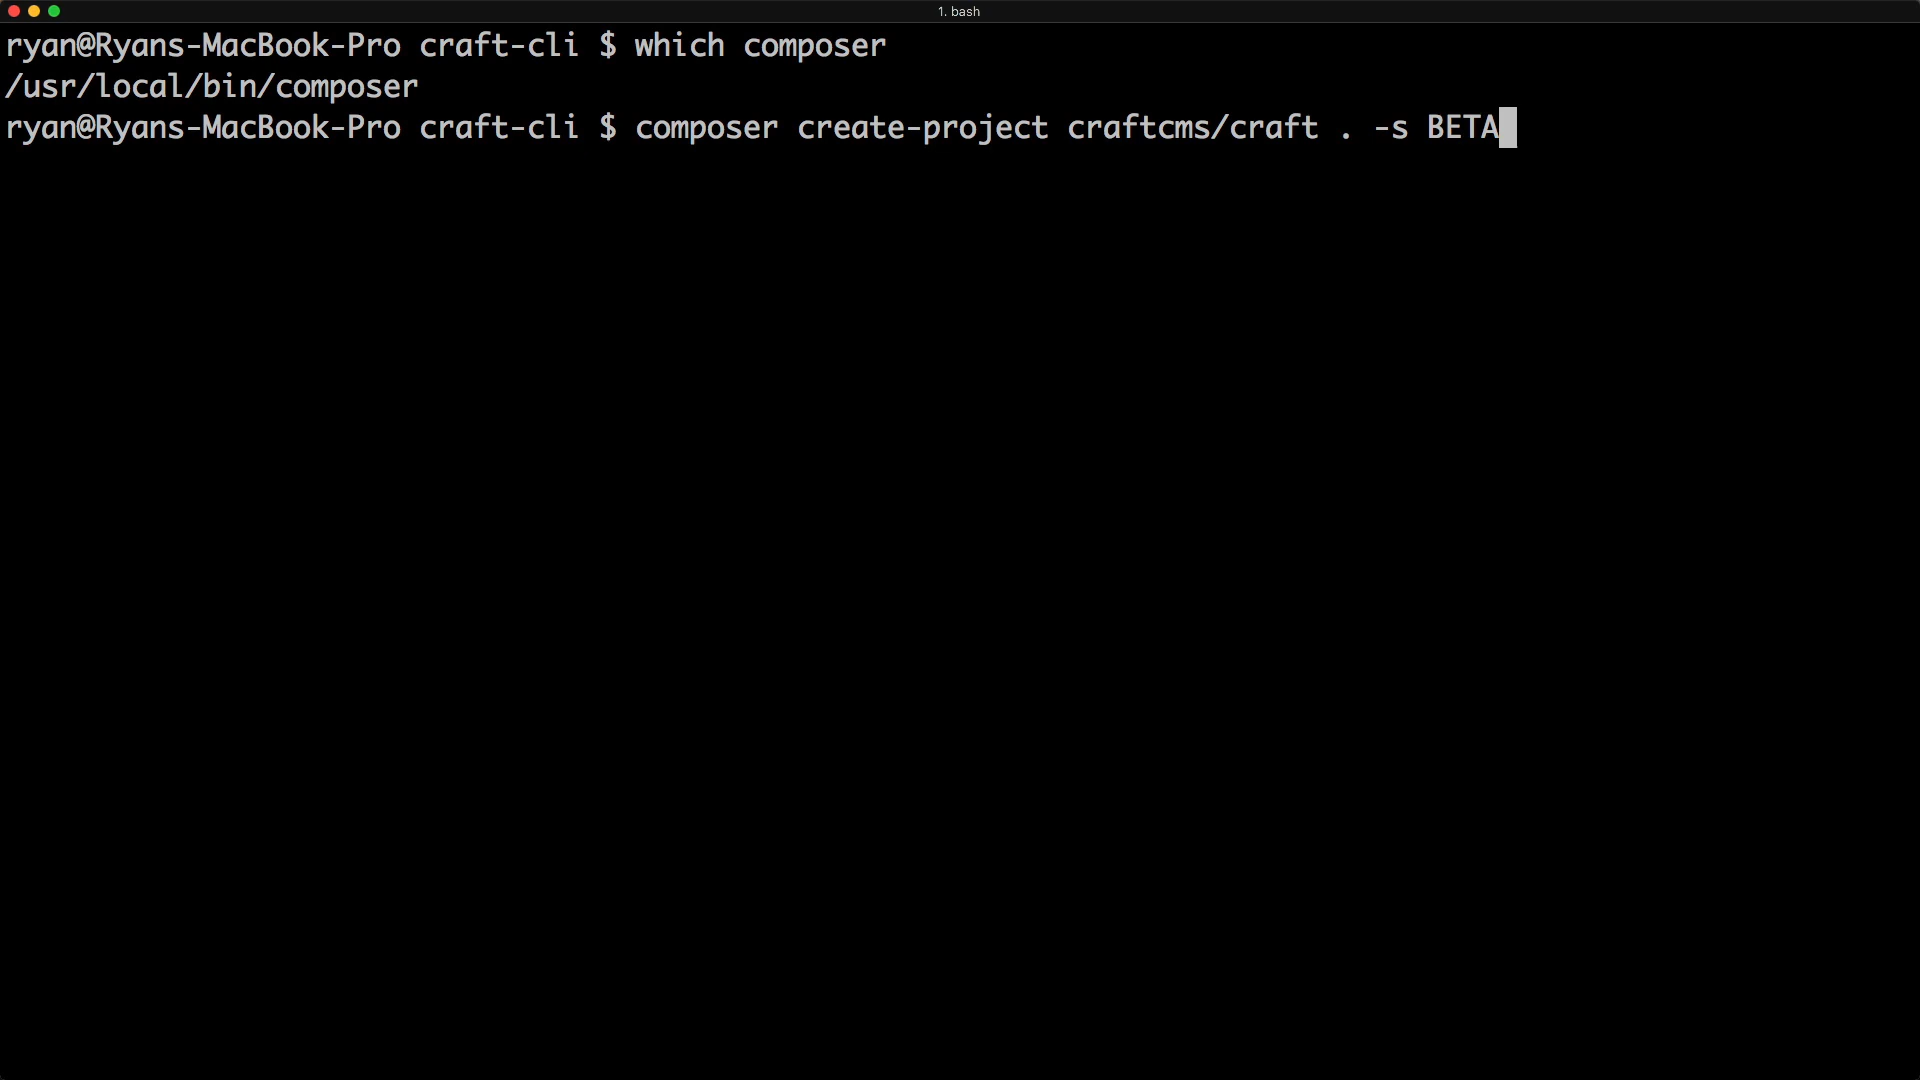 1. bash
ryan@Ryans-MacBook-Pro craft-cli $ which composer
/usr/local/bin/composer
ryan@Ryans-MacBook-Pro craft-cli $ composer create-project craftcms/craft . -s BETA